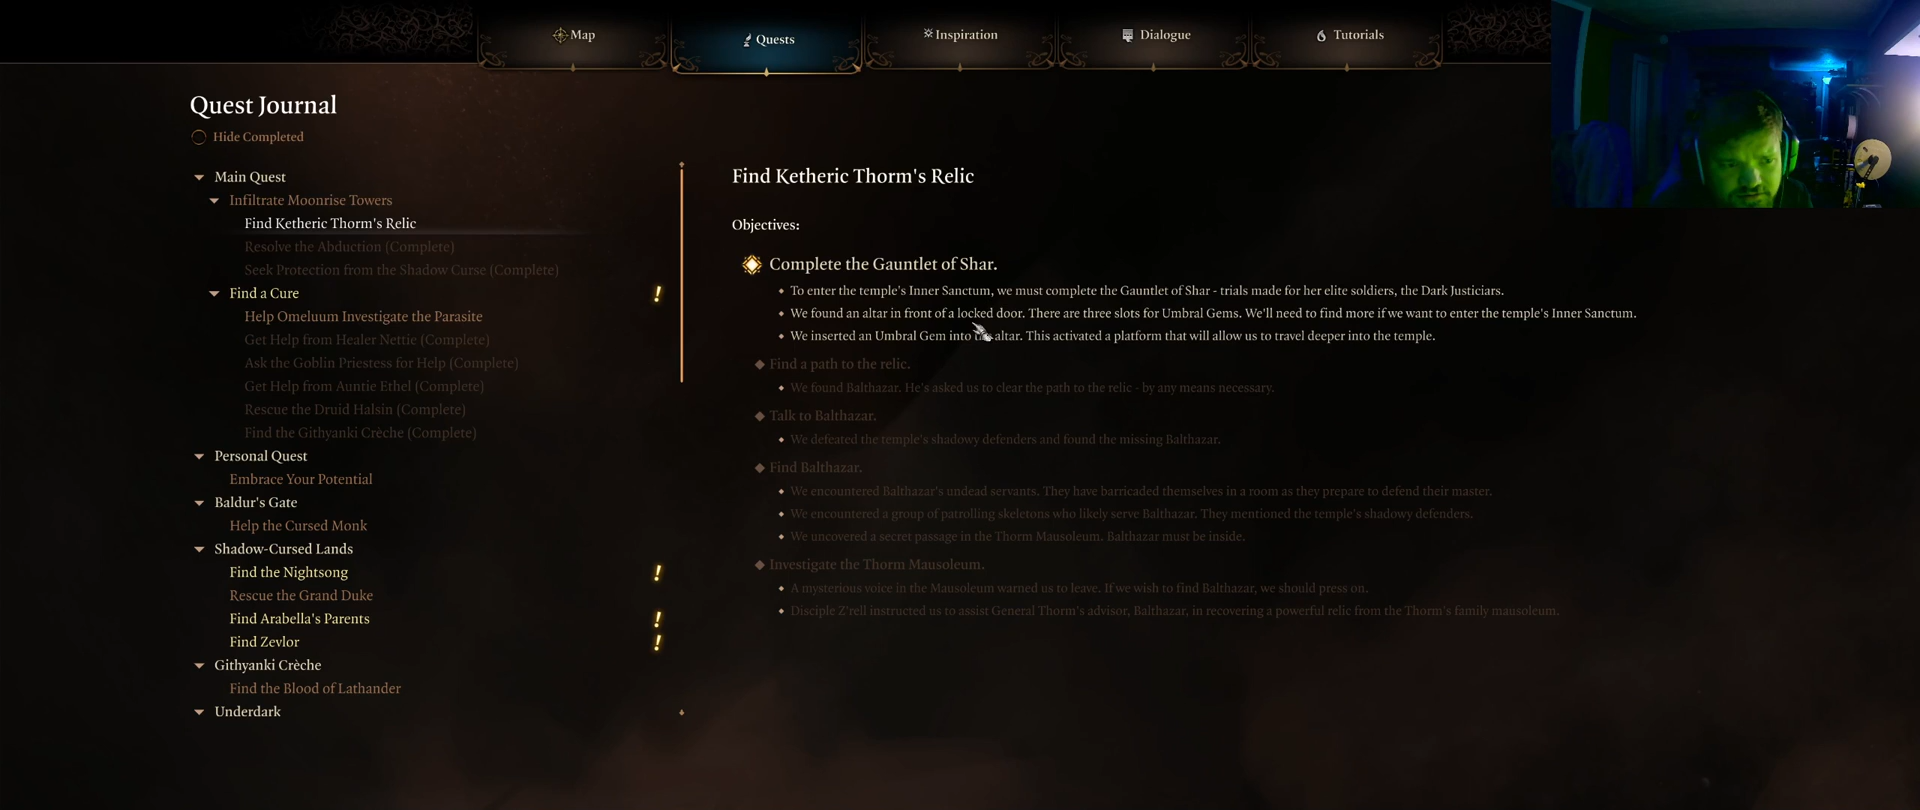 Map
Quests
Inspiration
Dialogue
Tutorials
Quest Journal
Hide Completed
Main Quest
Infiltrate Moonrise Towers
Find Ketheric Thorm's Relic
Resolve the Abduction (Complete)
Seek Protection from the Shadow Curse (Complete)
Find a Cure
!
Help Omeluum Investigate the Parasite
Get Help from Healer Nettie (Complete)
Ask the Goblin Priestess for Help (Complete)
Get Help from Auntie Ethel (Complete)
Rescue the Druid Halsin (Complete)
Find the Githyanki Crèche (Complete)
Personal Quest
Embrace Your Potential
Baldur's Gate
Help the Cursed Monk
Shadow-Cursed Lands
Find the Nightsong
!
Rescue the Grand Duke
Find Arabella's Parents
!
Find Zevlor
!
Githyanki Crèche
Find the Blood of Lathander
Underdark
Find Ketheric Thorm's Relic
Objectives:
Complete the Gauntlet of Shar.
To enter the temple's Inner Sanctum, we must complete the Gauntlet of Shar - trials made for her elite soldiers, the Dark Justiciars.
We found an altar in front of a locked door. There are three slots for Umbral Gems. We'll need to find more if we want to enter the temple's Inner Sanctum.
We inserted an Umbral Gem into the altar. This activated a platform that will allow us to travel deeper into the temple.
Find a path to the relic.
We found Balthazar. He's asked us to clear the path to the relic - by any means necessary.
Talk to Balthazar.
We defeated the temple's shadowy defenders and found the missing Balthazar.
Find Balthazar.
We encountered Balthazar's undead servants. They have barricaded themselves in a room as they prepare to defend their master.
We encountered a group of patrolling skeletons who likely serve Balthazar. They mentioned the temple's shadowy defenders.
We uncovered a secret passage in the Thorm Mausoleum. Balthazar must be inside.
Investigate the Thorm Mausoleum.
A mysterious voice in the Mausoleum warned us to leave. If we wish to find Balthazar, we should press on.
Disciple Z'rell instructed us to assist General Thorm's advisor, Balthazar, in recovering a powerful relic from the Thorm's family mausoleum.